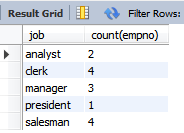 Result Grid Filter Rows:
job count(empno)
analyst 2
clerk 4
manager 3
president 1
salesman 4